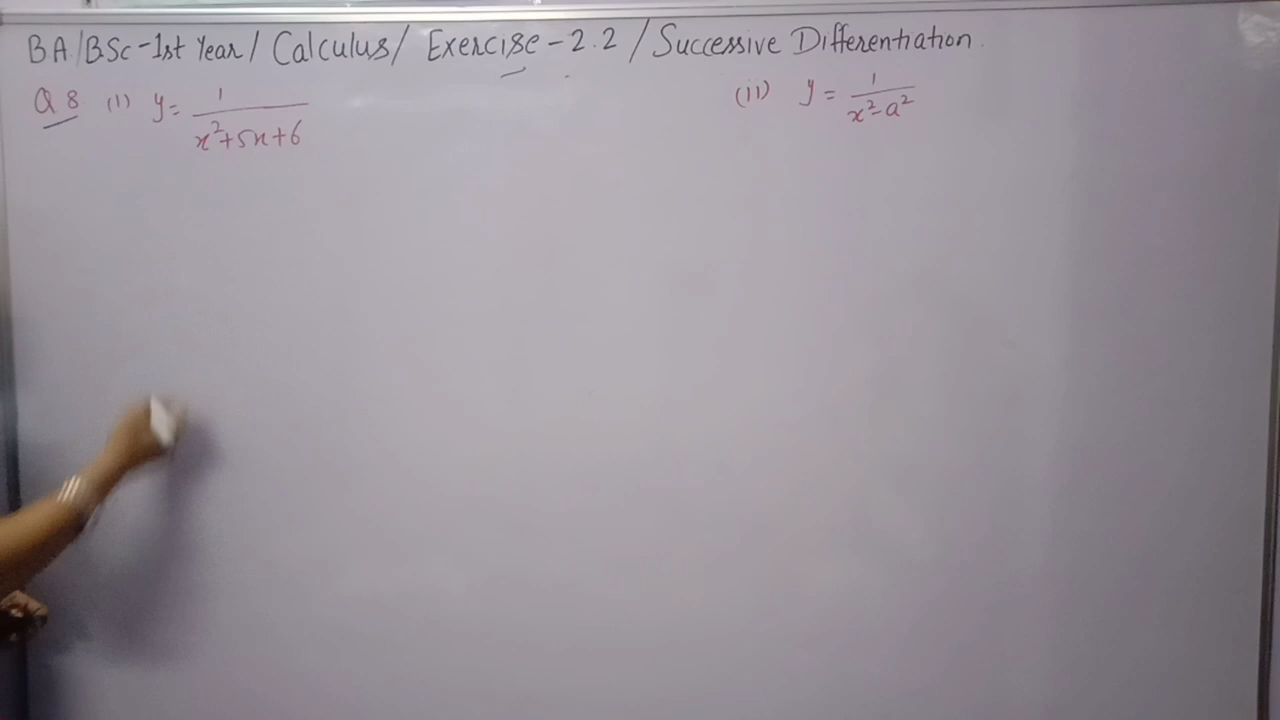 BA/BSc-1st Year/ Calculus/ Exercise-2.2 / Successive Differentiation.
Q 8 (1) y= 1/(x²+5x+6)
(11) y = 1/(x²-a²)